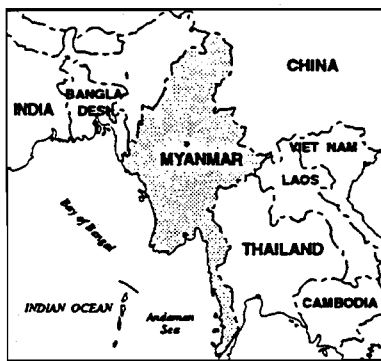 CHINA
INDIA
BANGLA
DESH
MYANMAR
VIET NAM
LAOS
Bay of Bengal
THAILAND
CAMBODIA
INDIAN OCEAN
Andaman
Sea